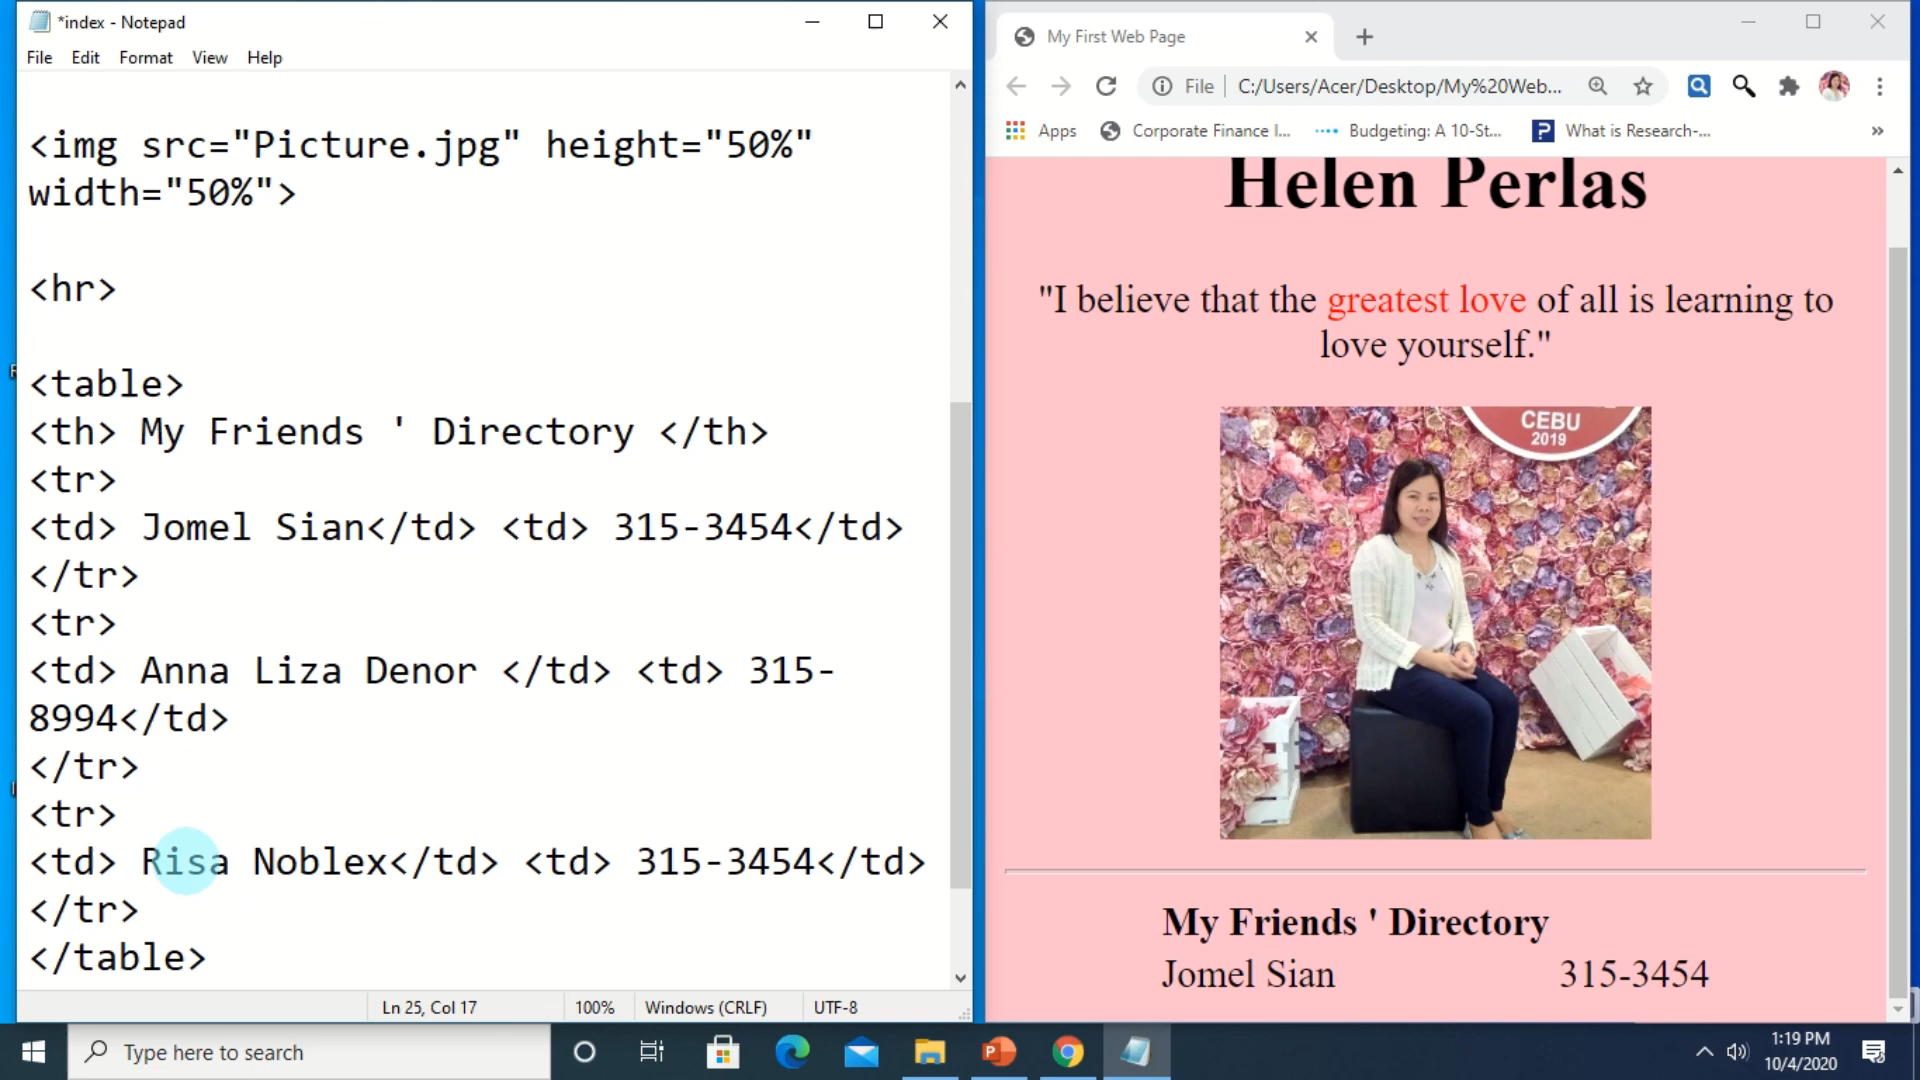 *index - Notepad
File Edit Format View Help
<img src="Picture.jpg" height="50%"
width="50%">
<hr>
<table>
<th> My Friends ' Directory </th>
<tr>
<td> Jomel Sian</td> <td> 315-3454</td>
</tr>
<tr>
<td> Anna Liza Denor </td> <td> 315-
8994</td>
</tr>
<tr>
<td> Risa Noblex</td> <td> 315-3454</td>
</tr>
</table>
Ln 25, Col 17 100% Windows (CRLF) UTF-8
My First Web Page
File C:/Users/Acer/Desktop/My%20Web...
Apps Corporate Finance I... Budgeting: A 10-St... What is Research-... »
Helen Perlas
"I believe that the greatest love of all is learning to
love yourself."
CEBU
2019
My Friends ' Directory
Jomel Sian 315-3454
Type here to search
1:19 PM
10/4/2020